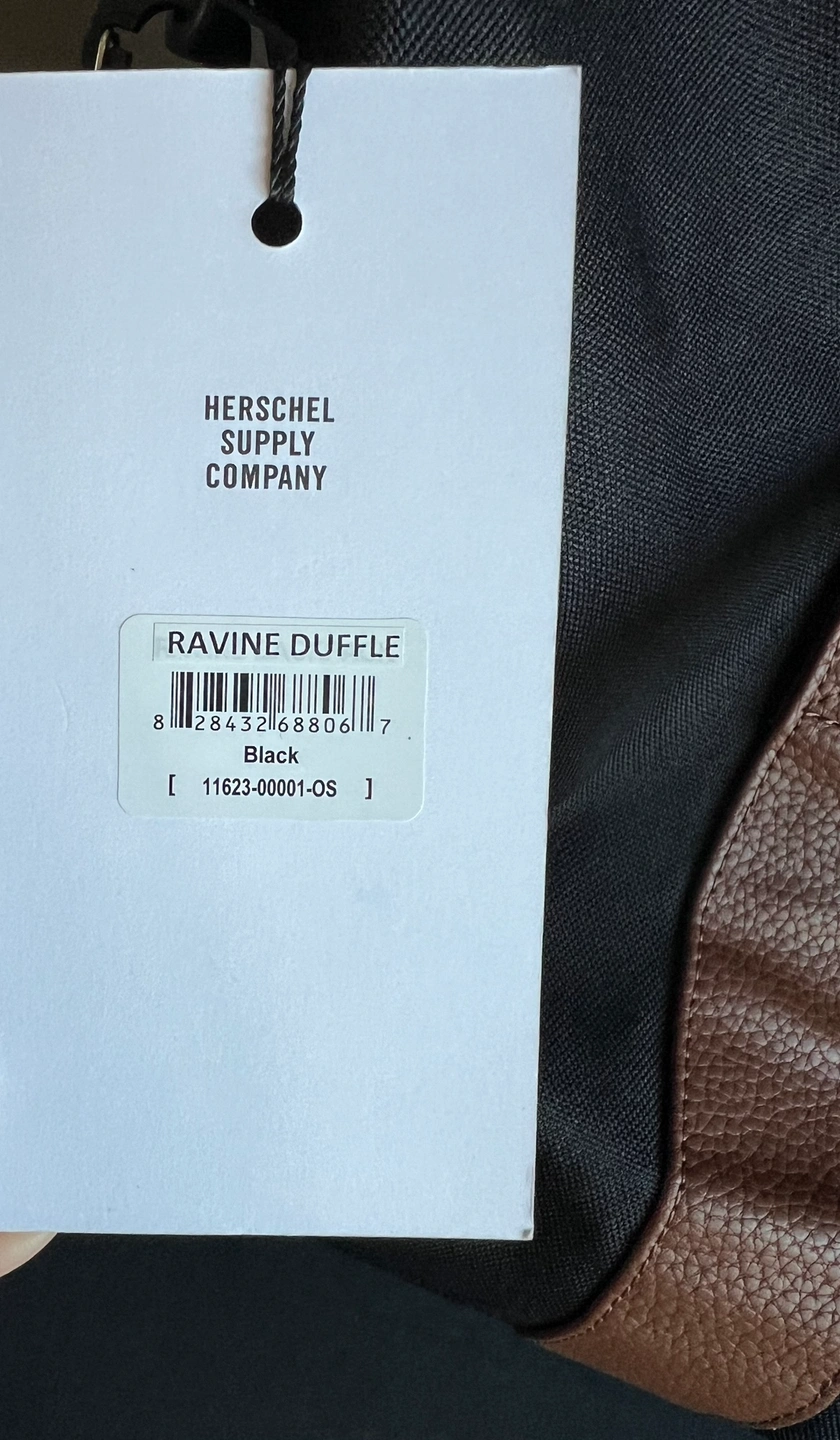 HERSCHEL
SUPPLY
COMPANY
RAVINE DUFFLE
8 28432 68806 7
Black
[ 11623-00001-OS ]